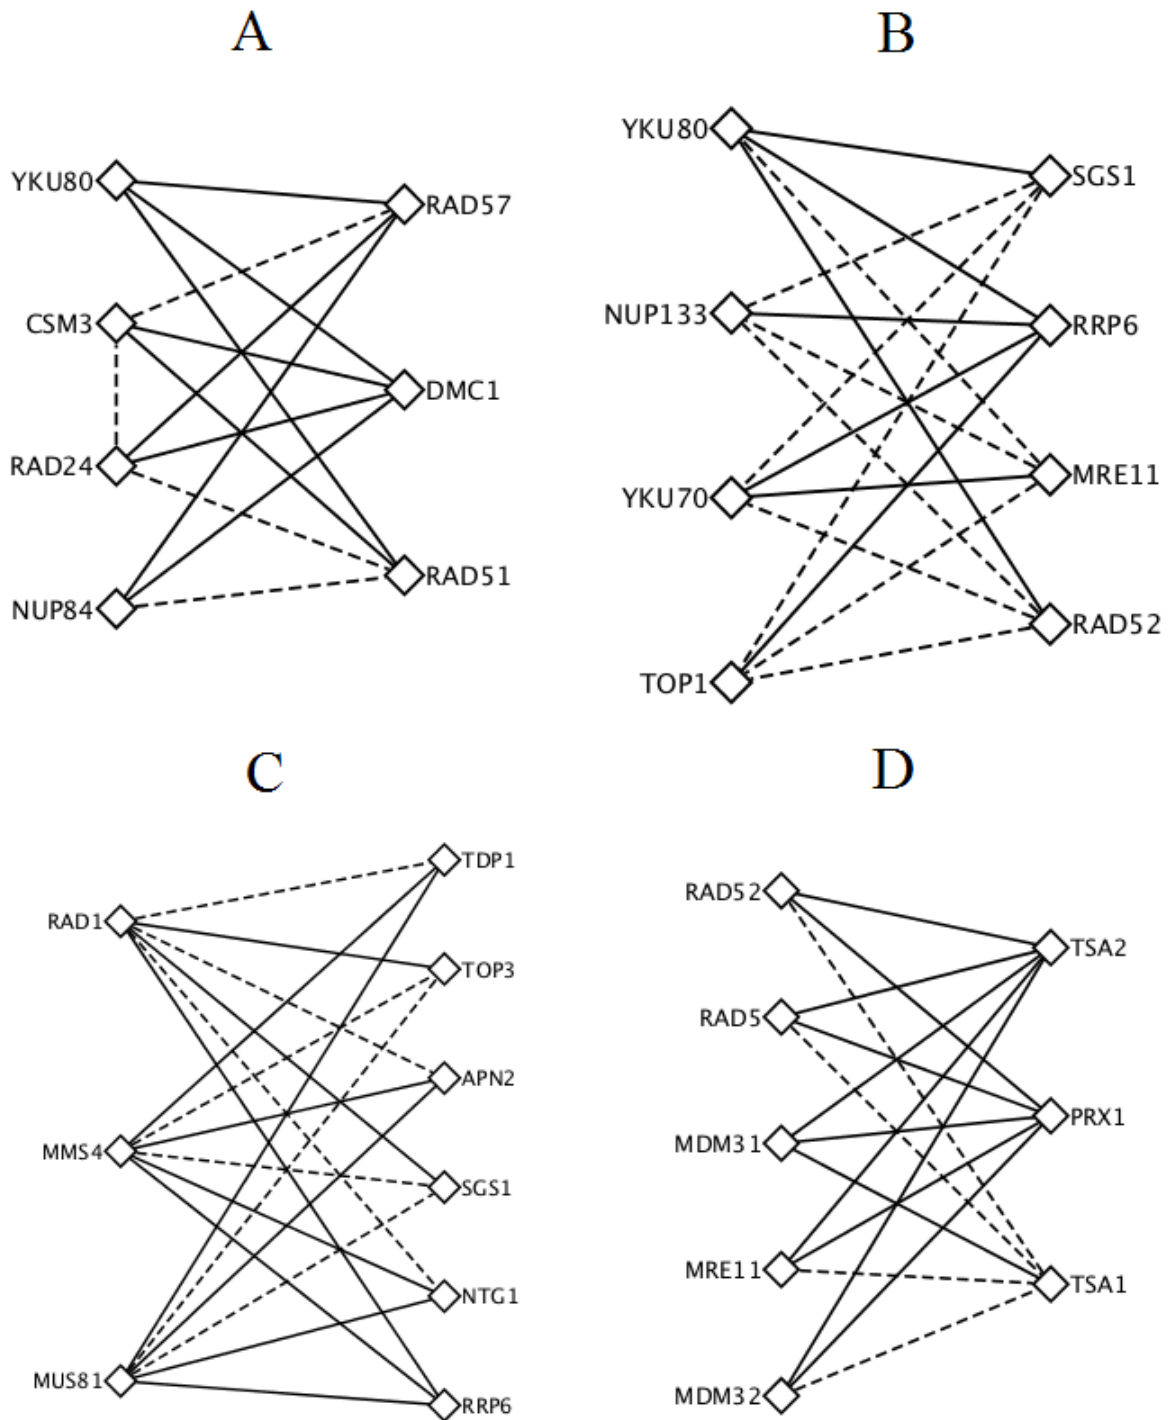 A
B
YKU80
RAD57
CSM3
DMC1
RAD24
RAD51
NUP84
YKU80
SGS1
NUP133
RRP6
YKU70
MRE11
RAD52
TOP1
C
D
TDP1
RAD1
TOP3
APN2
MMS4
SGS1
NTG1
MUS81
RRP6
RAD52
TSA2
RAD5
PRX1
MDM31
MRE11
TSA1
MDM32